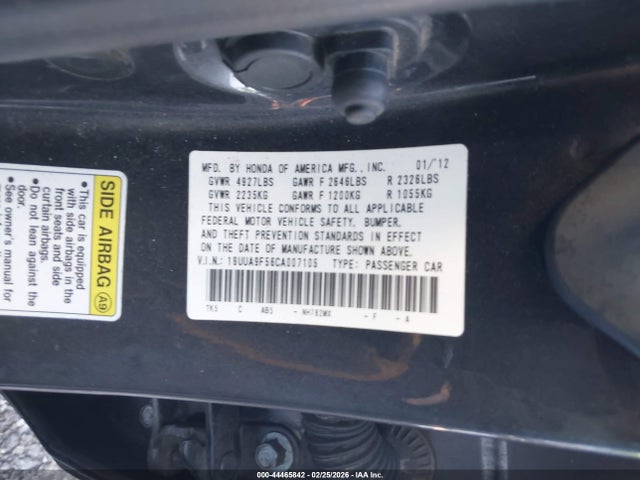 MFD. BY HONDA OF AMERICA MFG., INC. 01/'12
GVWR 4927LBS GAWR F 2646LBS R 2326LBS
GVWR 2235KG GAWR F 1200KG R 1055KG
THIS VEHICLE CONFORMS TO ALL APPLICABLE
FEDERAL MOTOR VEHICLE SAFETY, BUMPER,
AND THEFT PREVENTION STANDARDS IN EFFECT
ON THE DATE OF MANUFACTURE SHOWN ABOVE.
V.I.N.: 19UUA9F56CA007105 TYPE: PASSENGER CAR
TK5 C AB5 - NH782MX - F - A
SIDE AIRBAG A9
•This car is equipped
with side airbags in the
front seats and side
curtain airbags.
•Do not lean against the
door.
•See owner's manual for
000-44465842 - 02/25/2026 - IAA Inc.